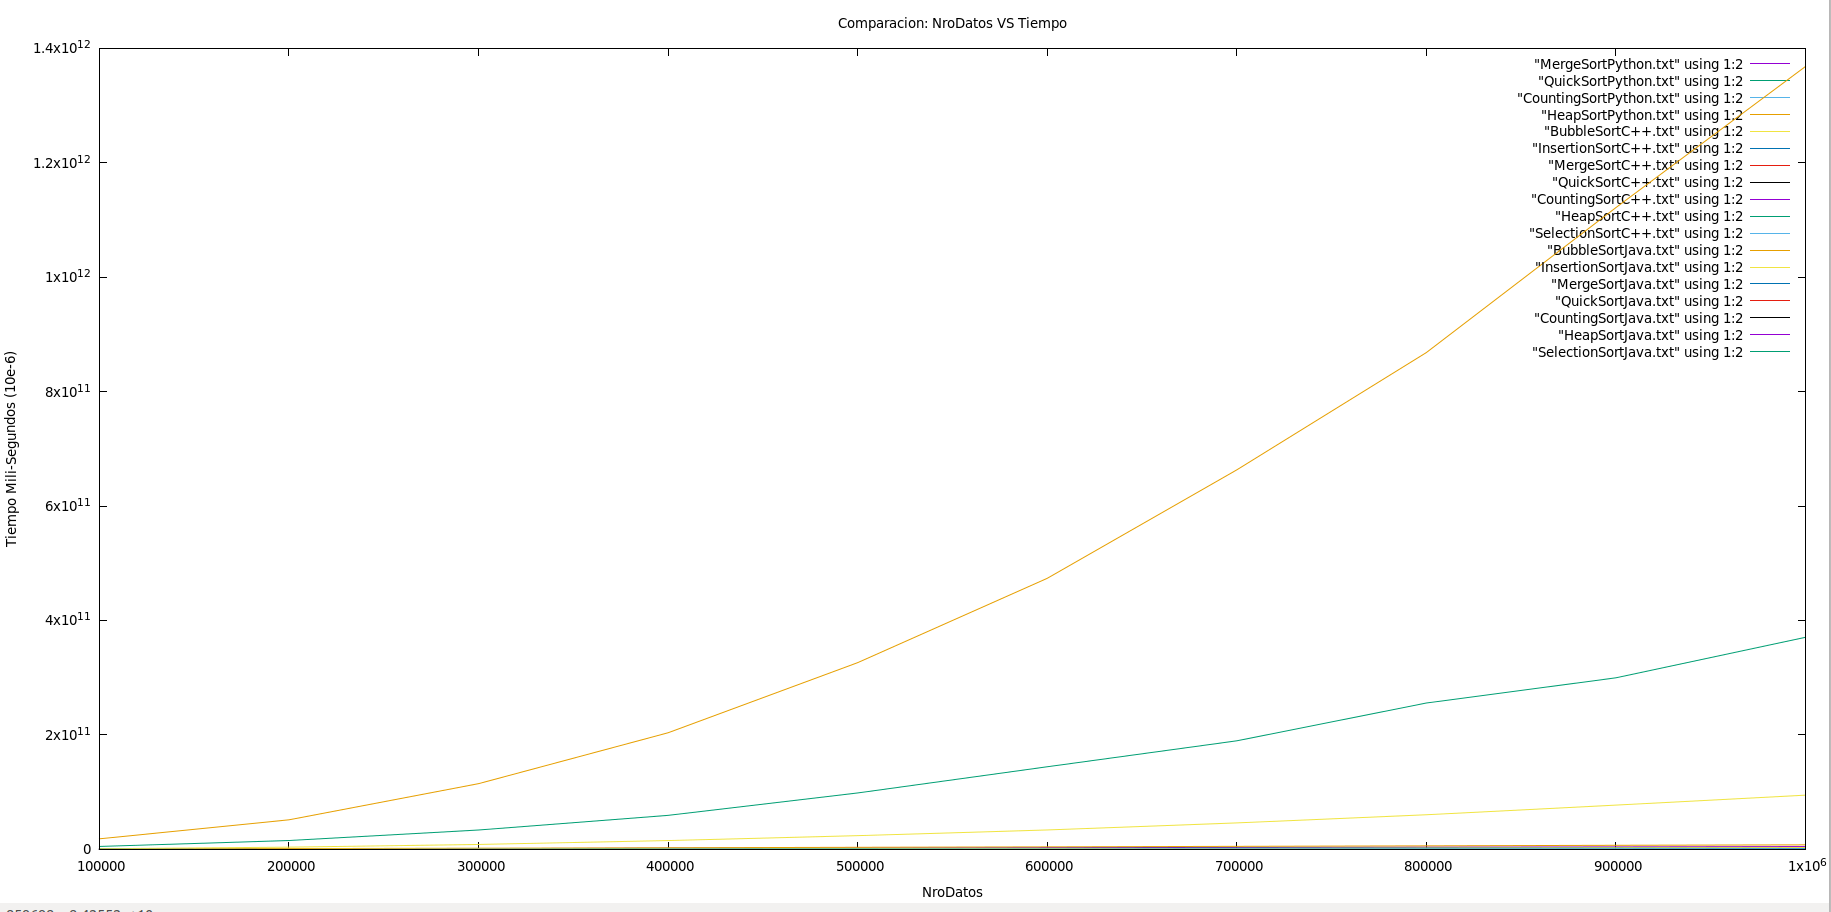 Comparacion: NroDatos VS Tiempo
1.4x10^12
1.2x10^12
1x10^12
8x10^11
6x10^11
4x10^11
2x10^11
0
Tiempo Mili-Segundos (10e-6)
"MergeSortPython.txt" using 1:2
"QuickSortPython.txt" using 1:2
"CountingSortPython.txt" using 1:2
"HeapSortPython.txt" using 1:2
"BubbleSortC++.txt" using 1:2
"InsertionSortC++.txt" using 1:2
"MergeSortC++.txt" using 1:2
"QuickSortC++.txt" using 1:2
"CountingSortC++.txt" using 1:2
"HeapSortC++.txt" using 1:2
"SelectionSortC++.txt" using 1:2
"BubbleSortJava.txt" using 1:2
"InsertionSortJava.txt" using 1:2
"MergeSortJava.txt" using 1:2
"QuickSortJava.txt" using 1:2
"CountingSortJava.txt" using 1:2
"HeapSortJava.txt" using 1:2
"SelectionSortJava.txt" using 1:2
100000 200000 300000 400000 500000 600000 700000 800000 900000 1x10^6
NroDatos